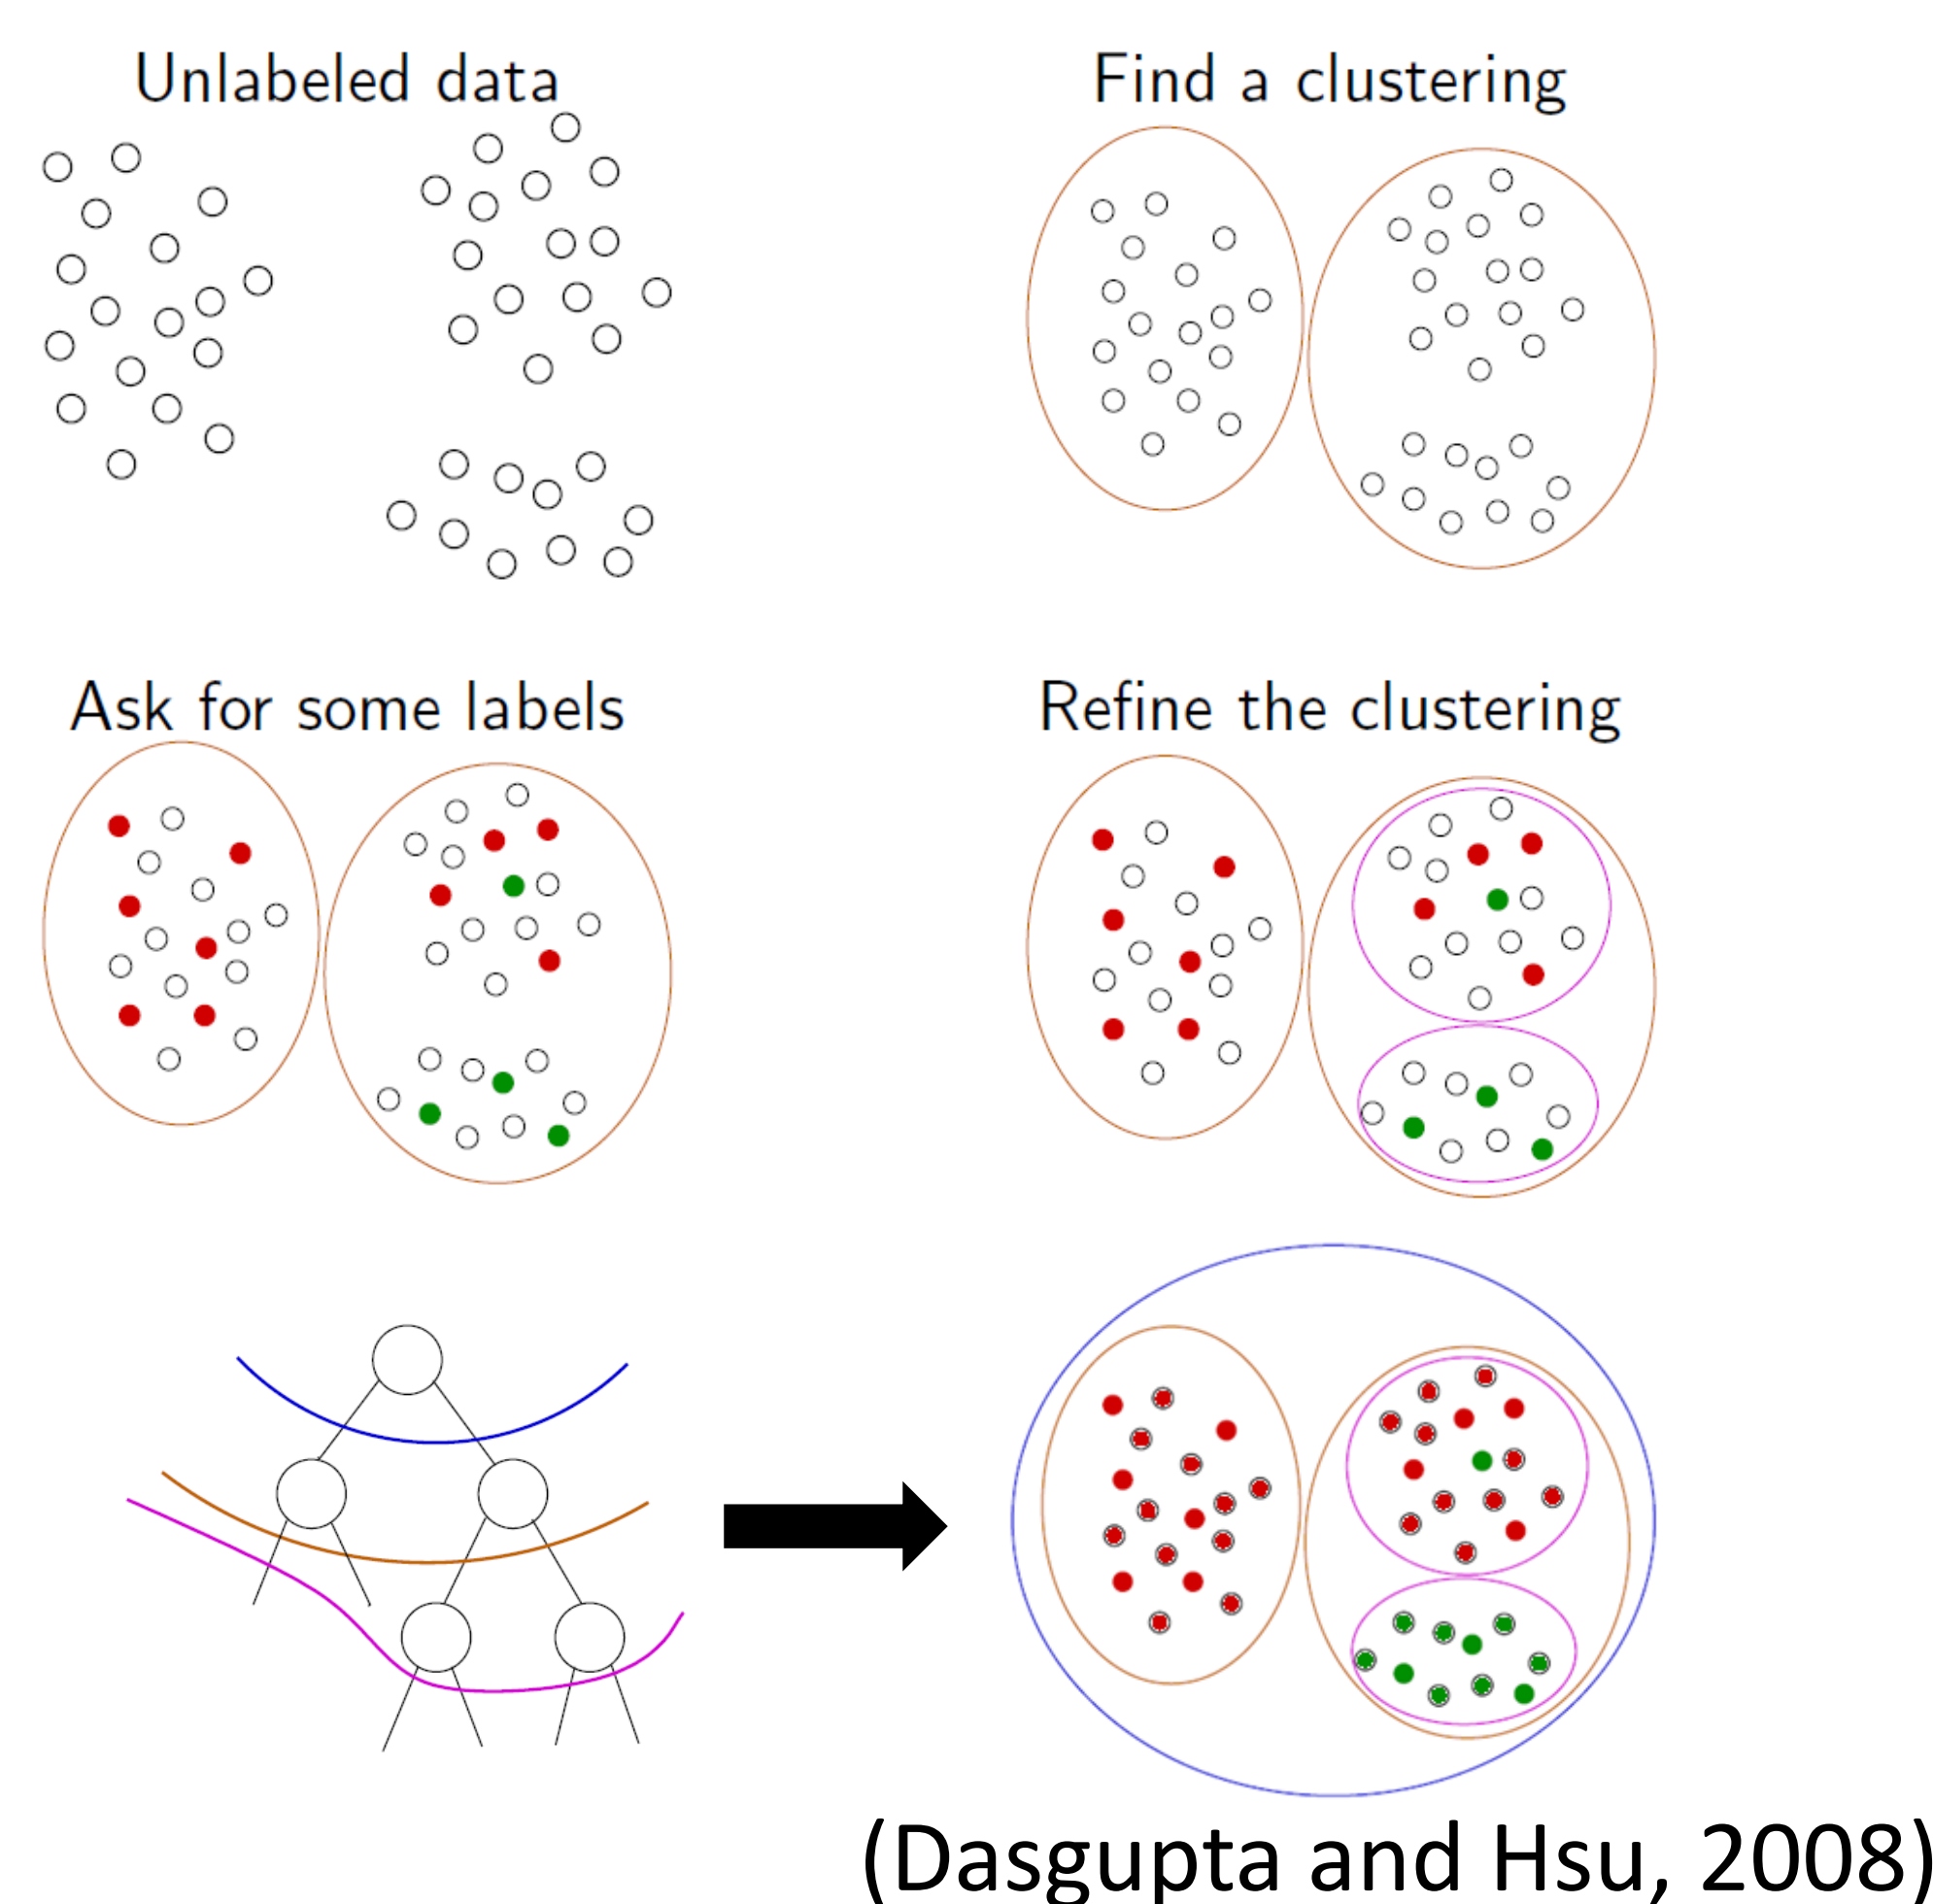 Unlabeled data
Find a clustering
Ask for some labels
Refine the clustering
(Dasgupta and Hsu, 2008)